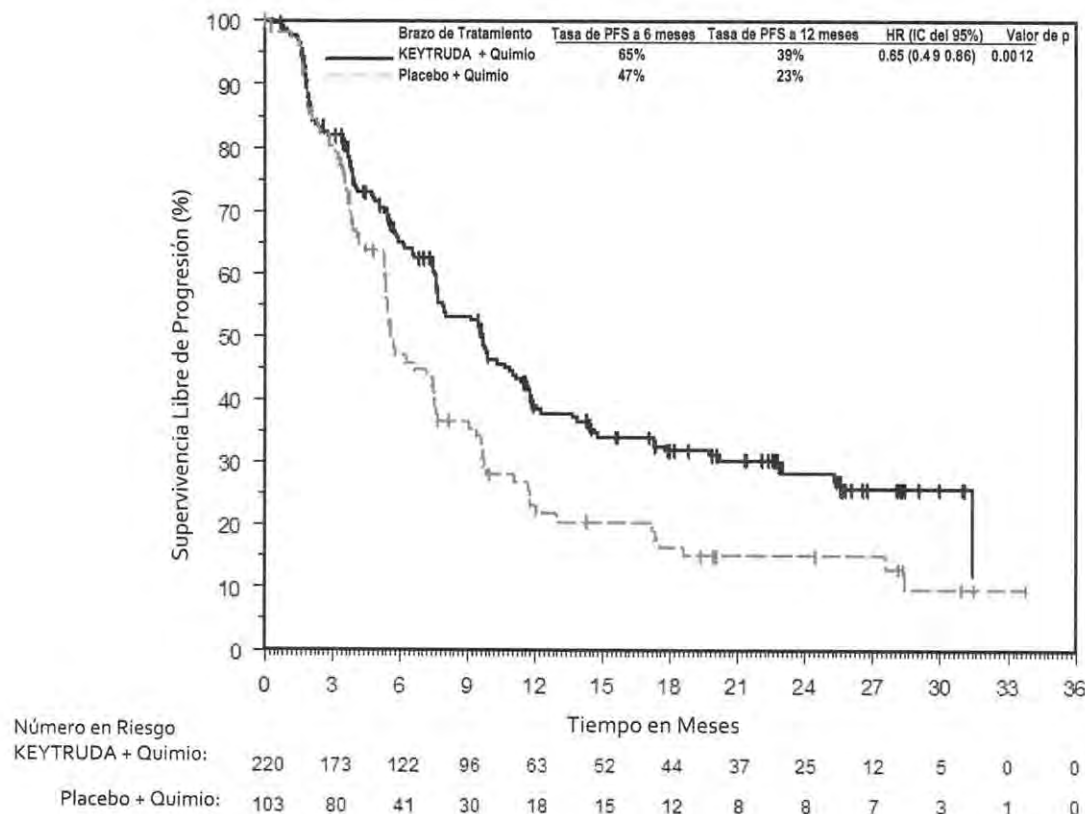 Brazo de Tratamiento Tasa de PFS a 6 meses Tasa de PFS a 12 meses HR (IC del 95%) Valor de p
KEYTRUDA + Quimio 65% 39% 0.65 (0.49 0.86) 0.0012
Placebo + Quimio 47% 23%
Supervivencia Libre de Progresión (%)
100
90
80
70
60
50
40
30
20
10
0
0 3 6 9 12 15 18 21 24 27 30 33 36
Tiempo en Meses
Número en Riesgo
KEYTRUDA + Quimio: 220 173 122 96 63 52 44 37 25 12 5 0 0
Placebo + Quimio: 103 80 41 30 18 15 12 8 8 7 3 1 0